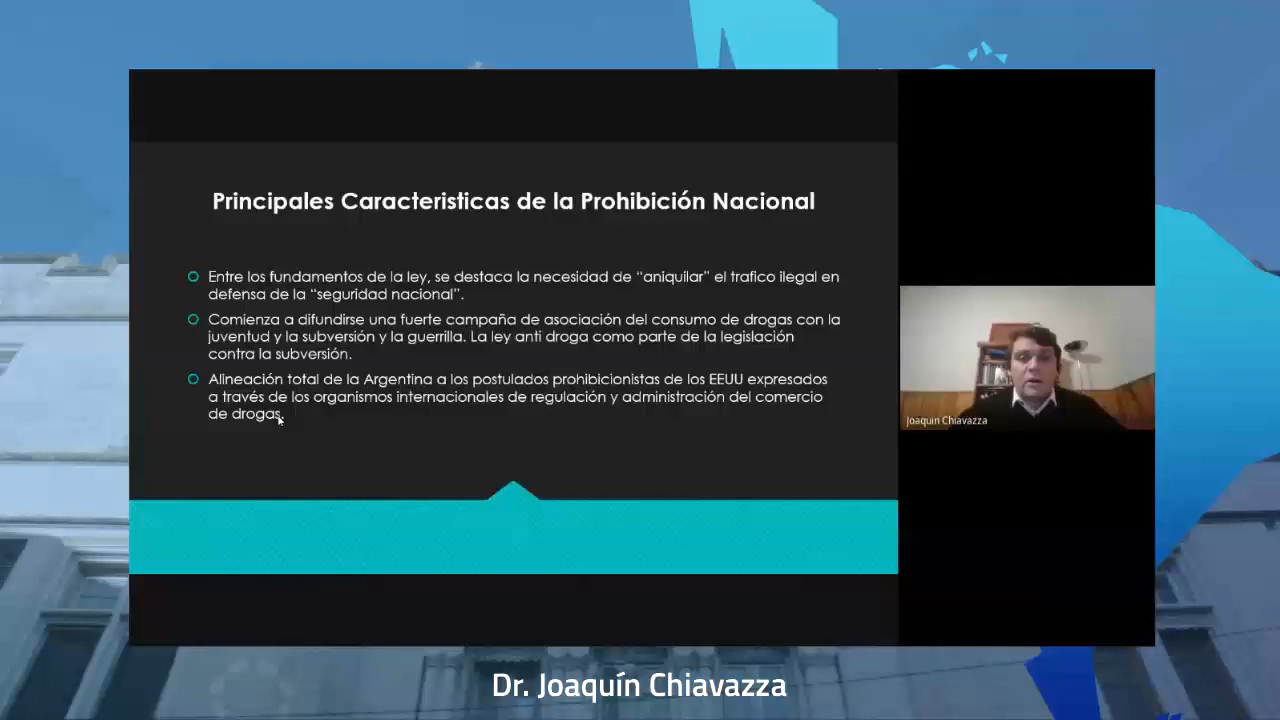 Principales Caracteristicas de la Prohibición Nacional
Entre los fundamentos de la ley, se destaca la necesidad de “aniquilar” el trafico ilegal en
defensa de la “seguridad nacional”.
Comienza a difundirse una fuerte campaña de asociación del consumo de drogas con la
juventud y la subversión y la guerrilla. La ley anti droga como parte de la legislación
contra la subversión.
Alineación total de la Argentina a los postulados prohibicionistas de los EEUU expresados
a través de los organismos internacionales de regulación y administración del comercio
de drogas.
Joaquin Chiavazza
Dr. Joaquín Chiavazza